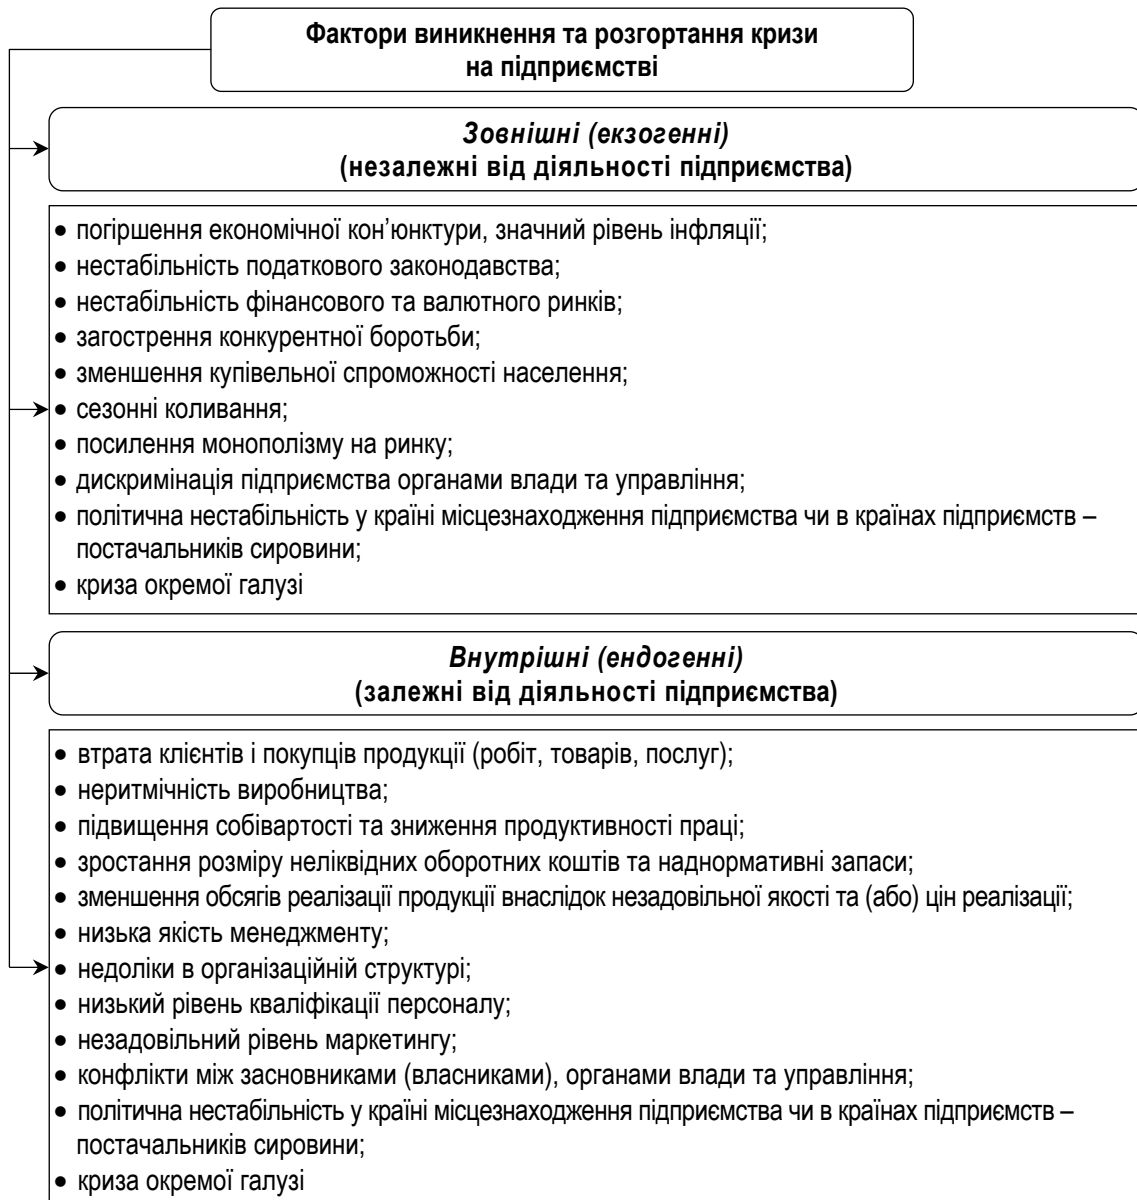 Фактори виникнення та розгортання кризи
на підприємстві
Зовнішні (екзогенні)
(незалежні від діяльності підприємства)
• погіршення економічної кон’юнктури, значний рівень інфляції;
• нестабільність податкового законодавства;
• нестабільність фінансового та валютного ринків;
• загострення конкурентної боротьби;
• зменшення купівельної спроможності населення;
• сезонні коливання;
• посилення монополізму на ринку;
• дискримінація підприємства органами влади та управління;
• політична нестабільність у країні місцезнаходження підприємства чи в країнах підприємств –
постачальників сировини;
• криза окремої галузі
Внутрішні (ендогенні)
(залежні від діяльності підприємства)
• втрата клієнтів і покупців продукції (робіт, товарів, послуг);
• неритмічність виробництва;
• підвищення собівартості та зниження продуктивності праці;
• зростання розміру неліквідних оборотних коштів та наднормативні запаси;
• зменшення обсягів реалізації продукції внаслідок незадовільної якості та (або) цін реалізації;
• низька якість менеджменту;
• недоліки в організаційній структурі;
• низький рівень кваліфікації персоналу;
• незадовільний рівень маркетингу;
• конфлікти між засновниками (власниками), органами влади та управління;
• політична нестабільність у країні місцезнаходження підприємства чи в країнах підприємств –
постачальників сировини;
• криза окремої галузі